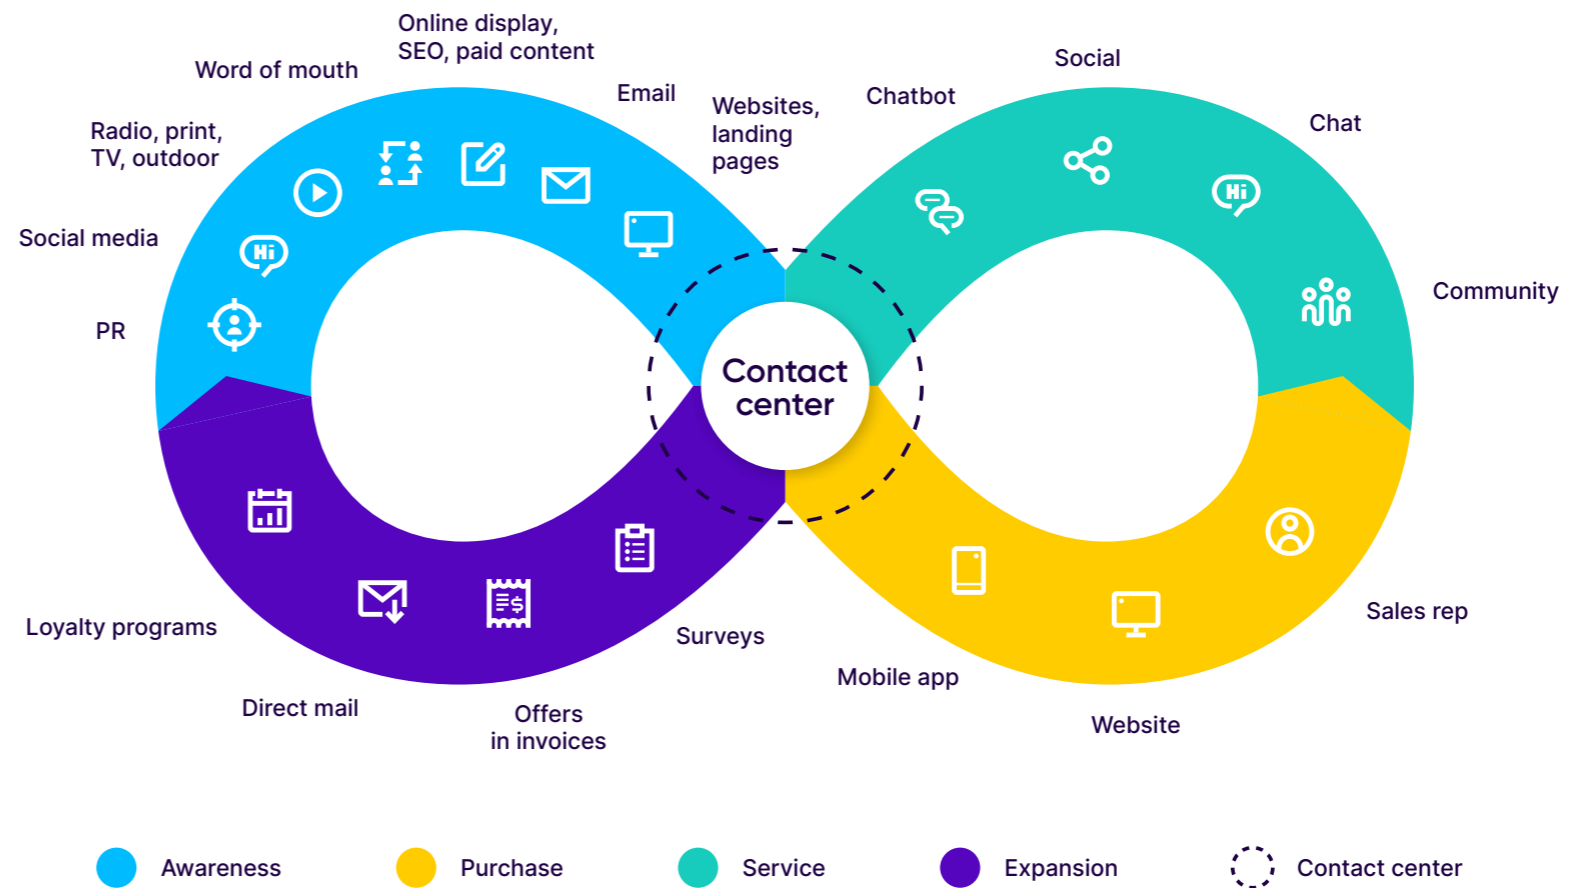 Online display,
SEO, paid content
Word of mouth
Email
Websites,
landing
pages
Radio, print,
TV, outdoor
Social media
Hi
PR
Chatbot
Social
Chat
Hi
Community
Contact
center
Loyalty programs
Direct mail
$
Offers
in invoices
Surveys
Mobile app
Website
Sales rep
Awareness
Purchase
Service
Expansion
Contact center